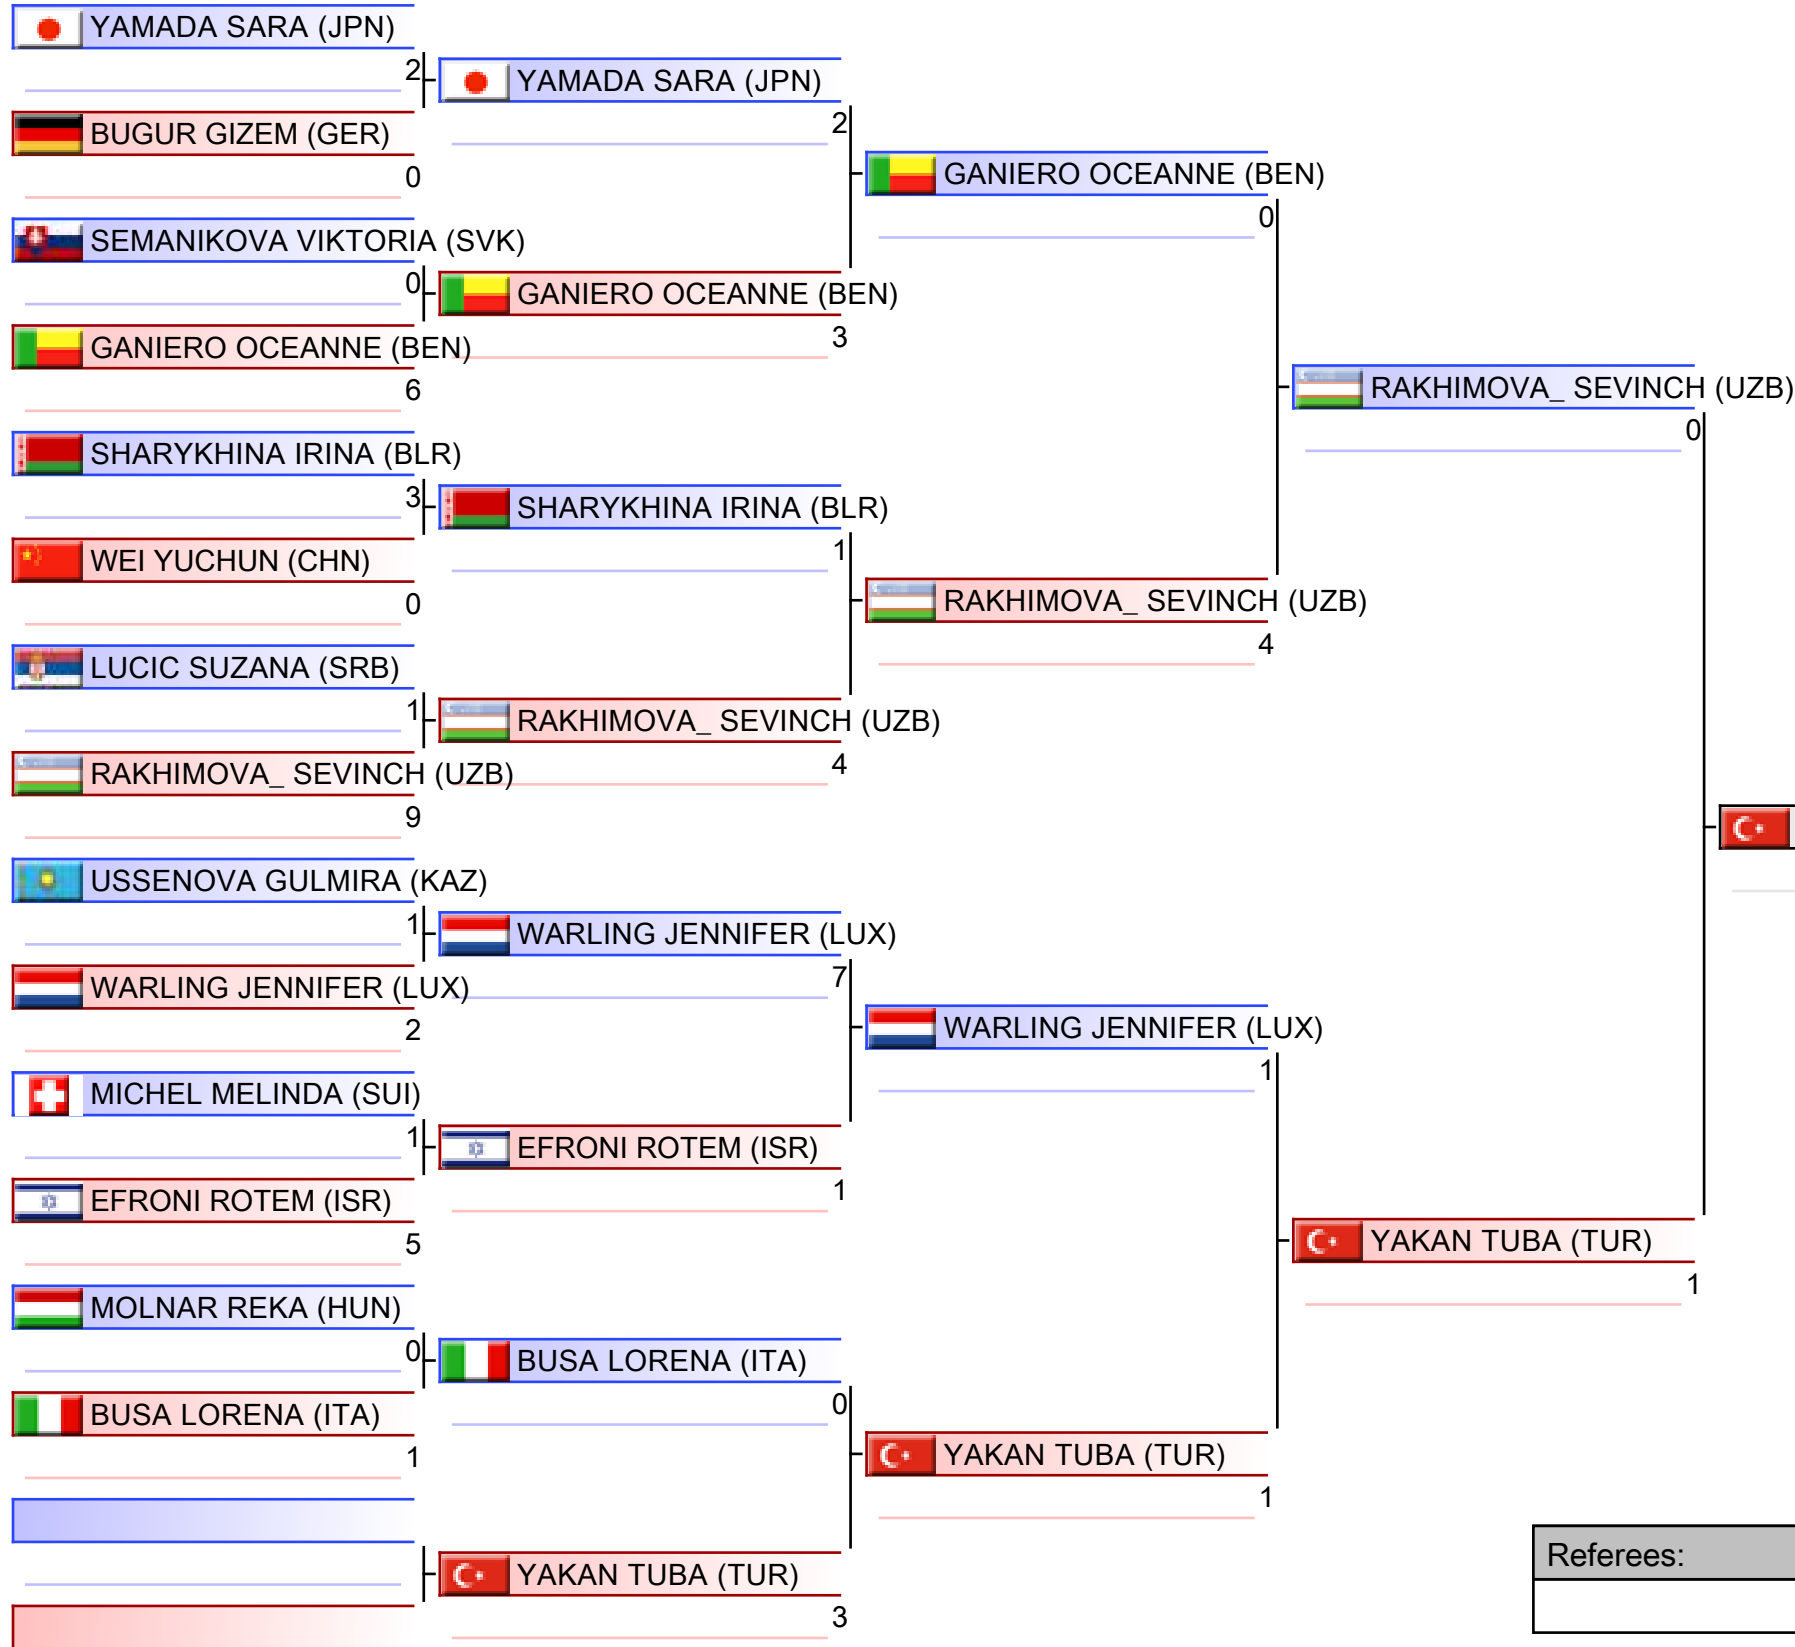 YAMADA SARA (JPN)
2
BUGUR GIZEM (GER)
0
SEMANIKOVA VIKTORIA (SVK)
0
GANIERO OCEANNE (BEN)
6
SHARYKHINA IRINA (BLR)
3
WEI YUCHUN (CHN)
0
LUCIC SUZANA (SRB)
1
RAKHIMOVA_ SEVINCH (UZB)
9
USSENOVA GULMIRA (KAZ)
1
WARLING JENNIFER (LUX)
2
MICHEL MELINDA (SUI)
1
EFRONI ROTEM (ISR)
5
MOLNAR REKA (HUN)
0
BUSA LORENA (ITA)
1
YAMADA SARA (JPN)
2
GANIERO OCEANNE (BEN)
3
SHARYKHINA IRINA (BLR)
1
RAKHIMOVA_ SEVINCH (UZB)
4
WARLING JENNIFER (LUX)
7
EFRONI ROTEM (ISR)
1
BUSA LORENA (ITA)
0
YAKAN TUBA (TUR)
3
GANIERO OCEANNE (BEN)
0
RAKHIMOVA_ SEVINCH (UZB)
4
WARLING JENNIFER (LUX)
1
YAKAN TUBA (TUR)
1
RAKHIMOVA_ SEVINCH (UZB)
0
YAKAN TUBA (TUR)
1
Referees: